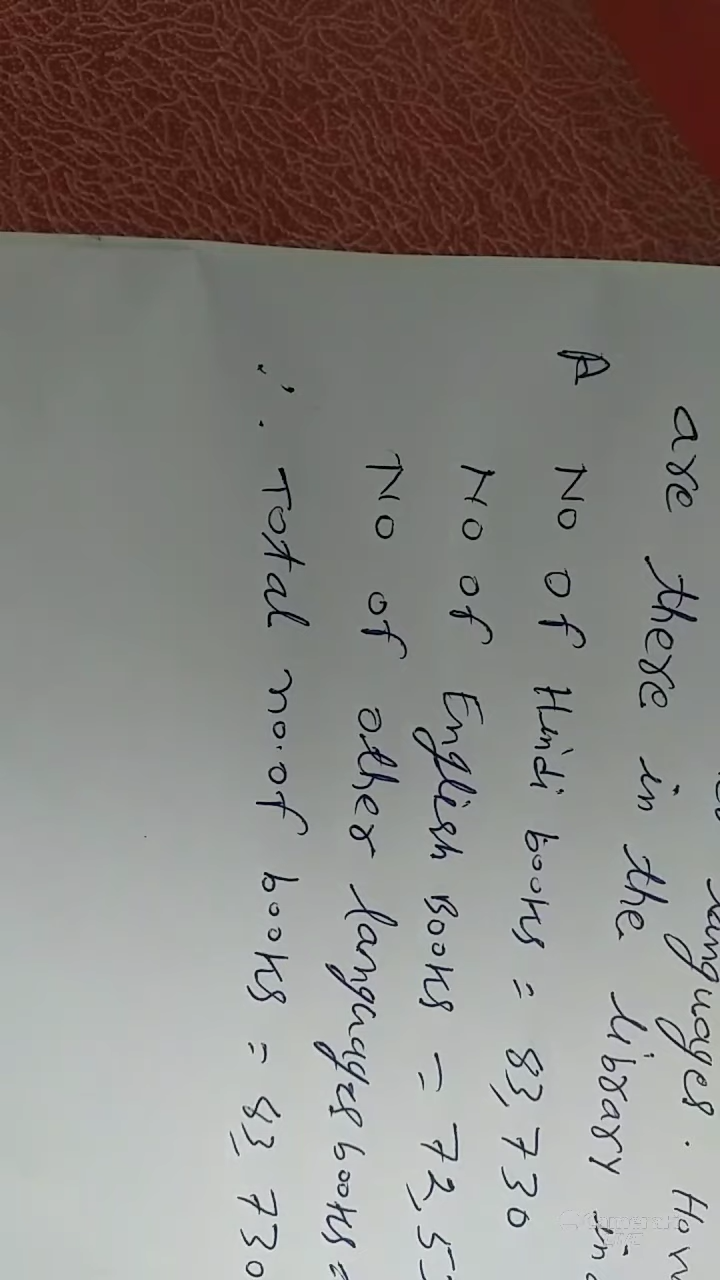 languages. How
are there in the library in
A No of Hindi books = 83,730
No of English Books = 72,5
No of other languages books =
∴ Total no. of books = 83,730